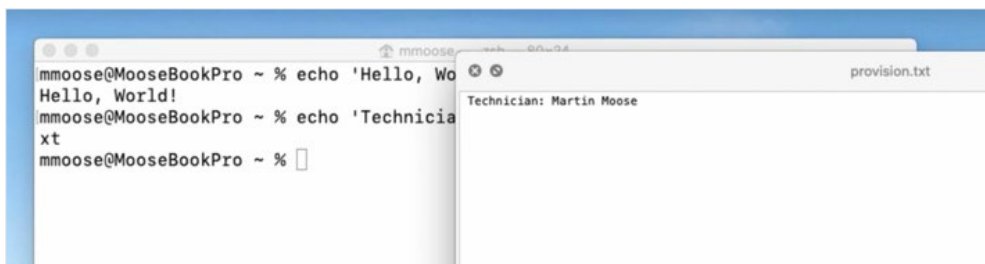 mmoose
mmoose@MooseBookPro ~ % echo 'Hello, Wo
Hello, World!
mmoose@MooseBookPro ~ % echo 'Technicia
xt
mmoose@MooseBookPro ~ %
provision.txt
Technician: Martin Moose